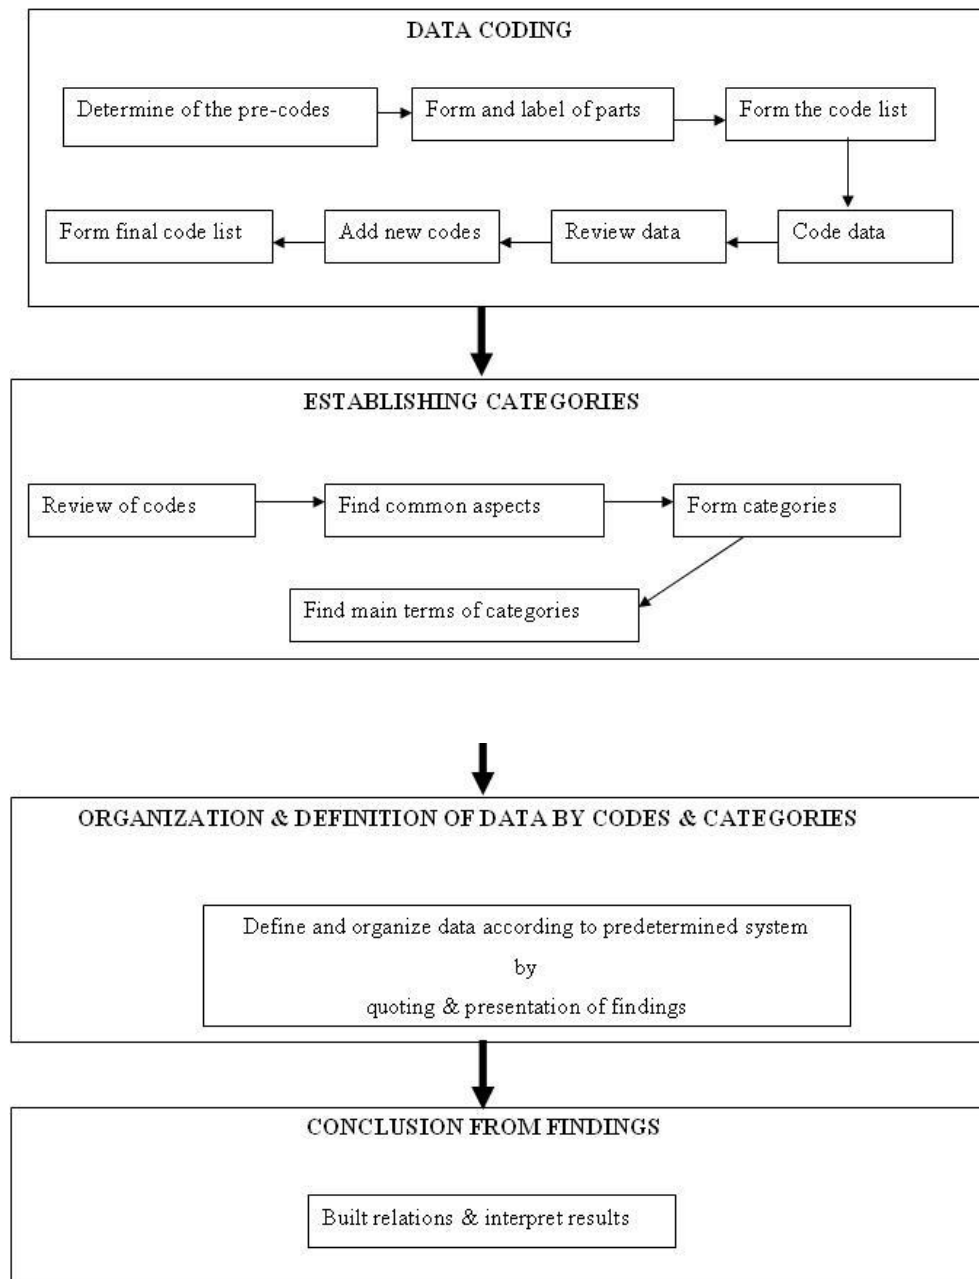 DATA CODING
Determine of the pre-codes
Form and label of parts
Form the code list
Form final code list
Add new codes
Review data
Code data
ESTABLISHING CATEGORIES
Review of codes
Find common aspects
Form categories
Find main terms of categories
ORGANIZATION & DEFINITION OF DATA BY CODES & CATEGORIES
Define and organize data according to predetermined system
by
quoting & presentation of findings
CONCLUSION FROM FINDINGS
Built relations & interpret results